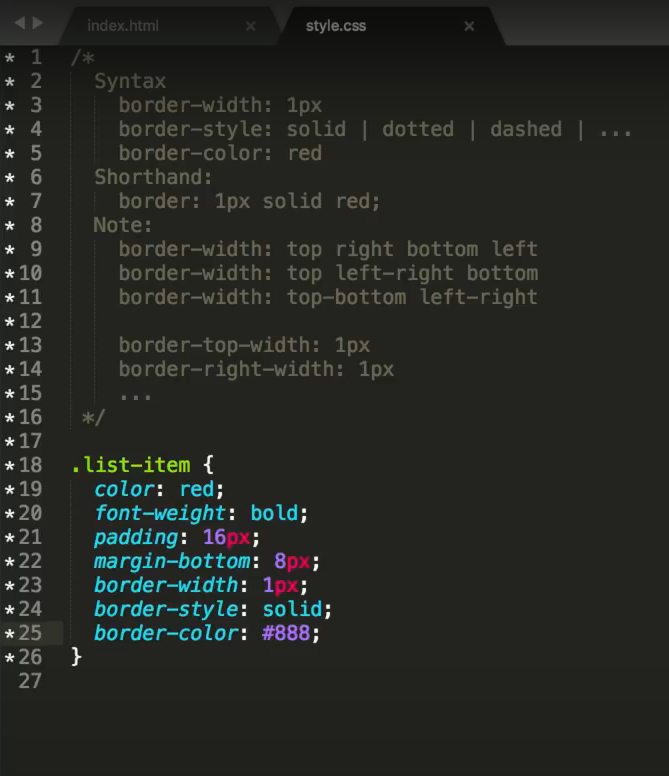 index.html × style.css ×
* 1 /*
* 2 Syntax
* 3 border-width: 1px
* 4 border-style: solid | dotted | dashed | ...
* 5 border-color: red
* 6 Shorthand:
* 7 border: 1px solid red;
* 8 Note:
* 9 border-width: top right bottom left
*10 border-width: top left-right bottom
*11 border-width: top-bottom left-right
*12
*13 border-top-width: 1px
*14 border-right-width: 1px
*15 ...
*16 */
*17
*18 .list-item {
*19 color: red;
*20 font-weight: bold;
*21 padding: 16px;
*22 margin-bottom: 8px;
*23 border-width: 1px;
*24 border-style: solid;
*25 border-color: #888;
*26 }
27